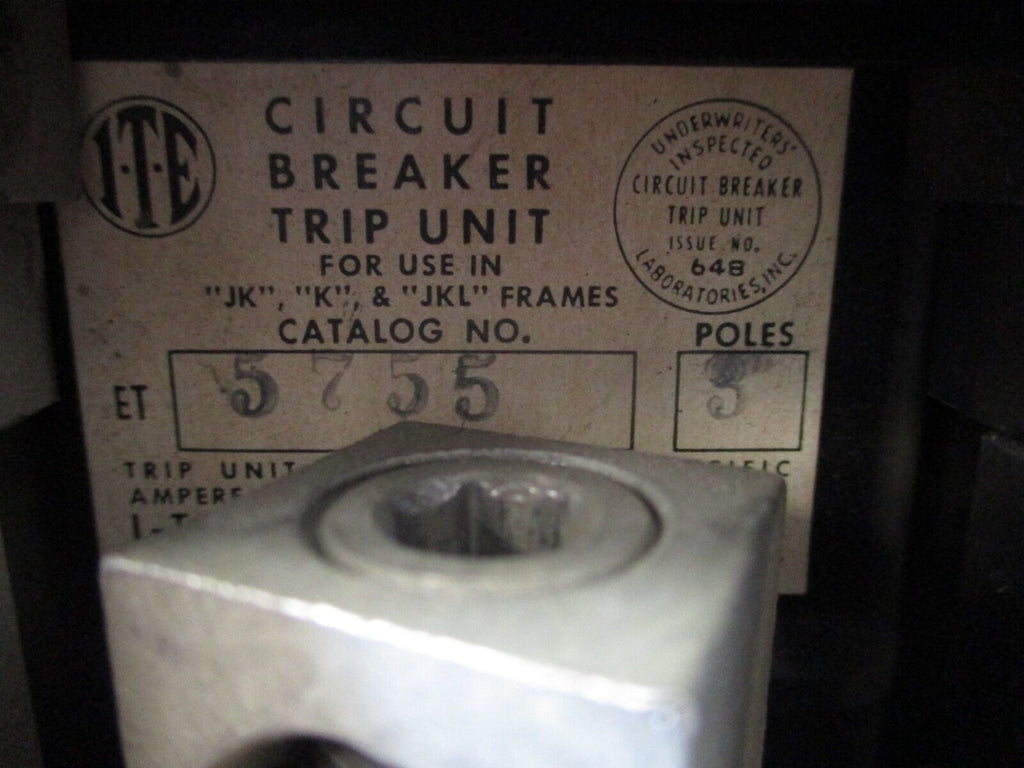 I-T-E
CIRCUIT
BREAKER
TRIP UNIT
FOR USE IN
"JK", "K", & "JKL" FRAMES
CATALOG NO.
ET 5755
UNDERWRITERS'
INSPECTED
CIRCUIT BREAKER
TRIP UNIT
ISSUE NO.
648
LABORATORIES, INC.
POLES
3
TRIP UNIT
AMPERE